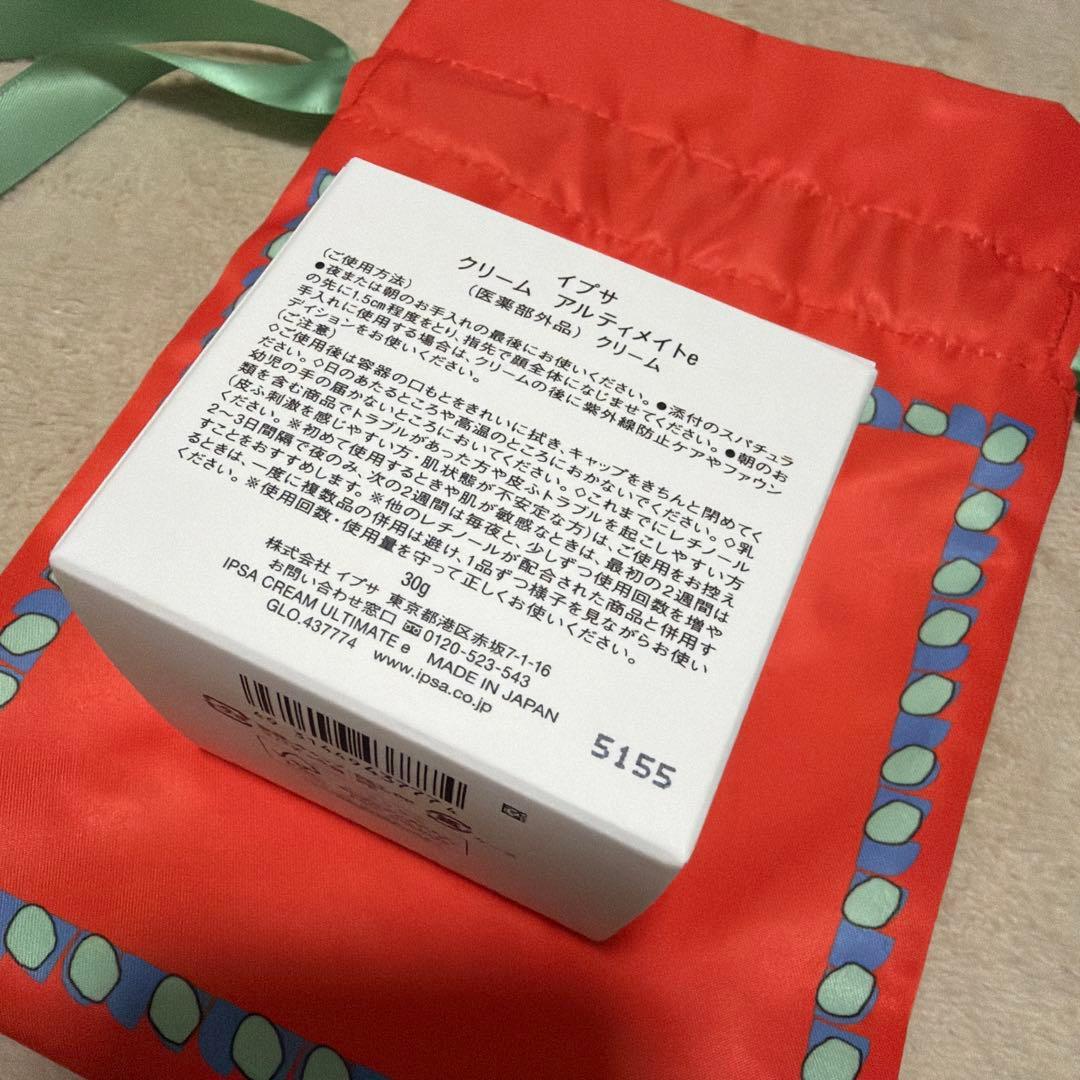 イプサ
クリーム アルティメイトe
(医薬部外品) クリーム
(ご使用方法)
●夜または朝のお手入れの最後にお使いください。●添付のスパチュラ
の先に1.5cm程度をとり、指先で顔全体になじませてください。●朝のお
手入れに使用する場合は、クリームの後に紫外線防止ケアやファウン
デイションをお使いください。
(ご注意)
◇ご使用後は容器の口もとをきれいに拭き、キャップをきちんと閉めてく
ださい。◇日のあたるところや高温のところにおかないでください。◇乳
幼児の手の届かないところにおいてください。◇これまでにレチノール
類を含む商品でトラブルがあった方や皮ふトラブルを起こしやすい方
(皮ふ刺激を感じやすい方・肌状態が不安定な方)は、ご使用をお控え
ください。※初めて使用するときや肌が敏感なときは、最初の2週間は
2〜3日間隔で夜のみ、次の2週間は毎夜と、少しずつ使用回数を増や
すことをおすすめします。※他のレチノールが配合された商品と併用す
るときは、一度に複数品の併用は避け、1品ずつ様子を見ながらお使い
ください。※使用回数・使用量を守って正しくお使いください。
30g
株式会社 イプサ 東京都港区赤坂7-1-16
お問い合わせ窓口 0120-523-543
IPSA CREAM ULTIMATE e MADE IN JAPAN
GLO.437774 www.ipsa.co.jp
5155